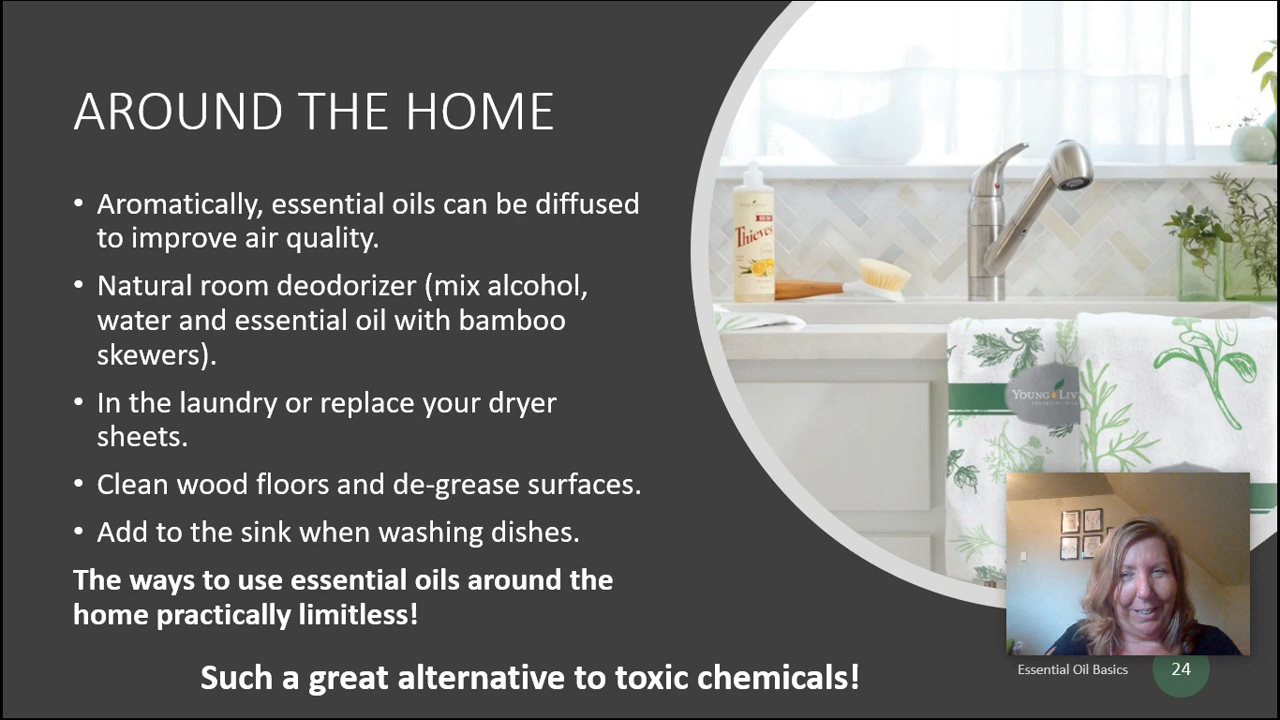 AROUND THE HOME
• Aromatically, essential oils can be diffused
to improve air quality.
• Natural room deodorizer (mix alcohol,
water and essential oil with bamboo
skewers).
• In the laundry or replace your dryer
sheets.
• Clean wood floors and de-grease surfaces.
• Add to the sink when washing dishes.
The ways to use essential oils around the
home practically limitless!
Such a great alternative to toxic chemicals!
Thieves
YOUNG LIV
Essential Oil Basics
24